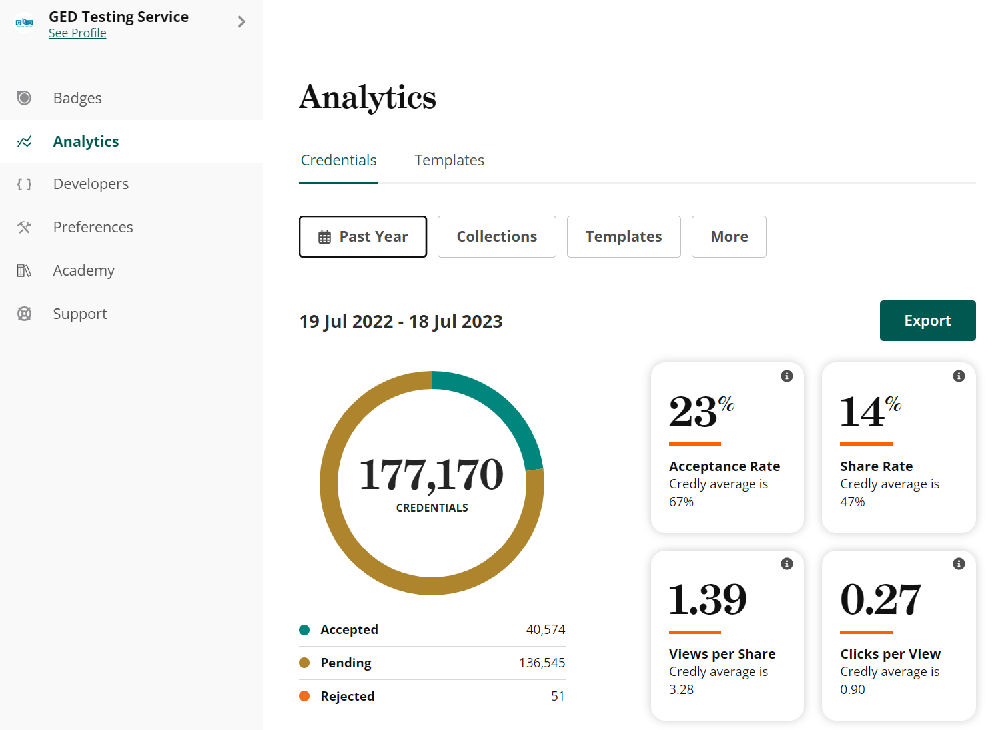 GED
GED Testing Service
See Profile
Badges
Analytics
Developers
Preferences
Academy
Support
Analytics
Credentials Templates
Past Year Collections Templates More
19 Jul 2022 - 18 Jul 2023
Export
177,170
CREDENTIALS
Accepted 40,574
Pending 136,545
Rejected 51
23%
Acceptance Rate
Credly average is
67%
14%
Share Rate
Credly average is
47%
1.39
Views per Share
Credly average is
3.28
0.27
Clicks per View
Credly average is
0.90